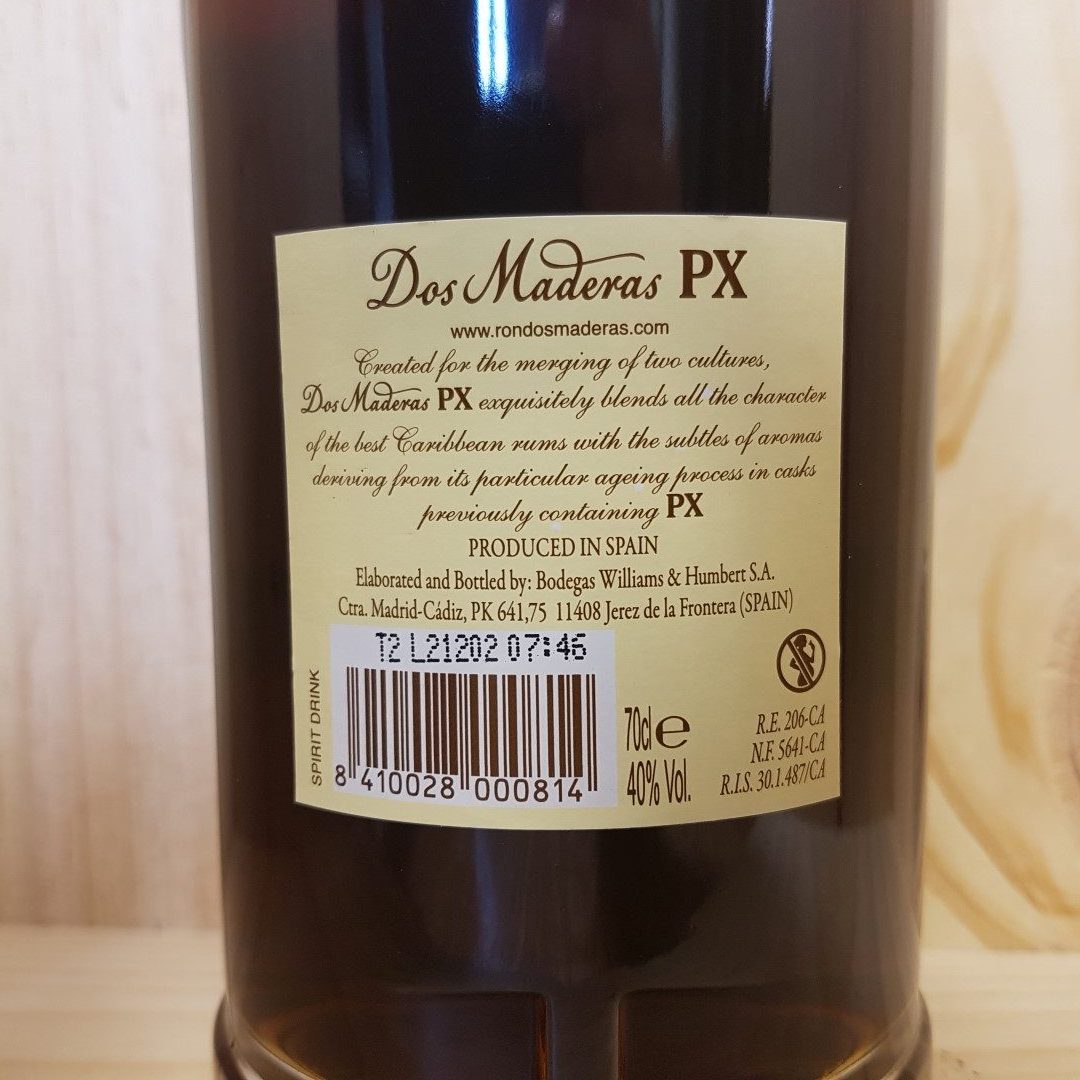 Dos Maderas PX
www.rondosmaderas.com
Created for the merging of two cultures,
Dos Maderas PX exquisitely blends all the character
of the best Caribbean rums with the subtles of aromas
deriving from its particular ageing process in casks
previously containing PX
PRODUCED IN SPAIN
Elaborated and Bottled by: Bodegas Williams & Humbert S.A.
Ctra. Madrid-Cádiz, PK 641,75 11408 Jerez de la Frontera (SPAIN)
T2 L21202 07:46
SPIRIT DRINK
8 410028 000814
70cl e
40% Vol.
R.E. 206-CA
N.F. 5641-CA
R.I.S. 30.1.487/CA